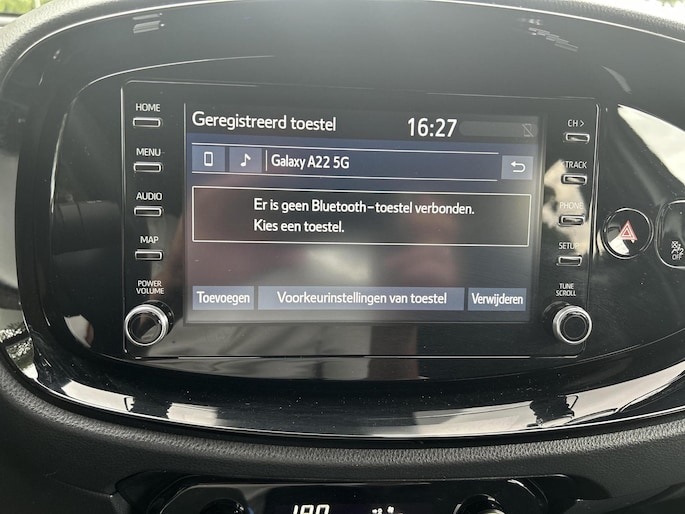 HOME
MENU
AUDIO
MAP
POWER
VOLUME
Geregistreerd toestel 16:27
Galaxy A22 5G
Er is geen Bluetooth-toestel verbonden.
Kies een toestel.
Toevoegen Voorkeurinstellingen van toestel Verwijderen
CH >
TRACK
PHONE
SETUP
TUNE
SCROLL
OFF